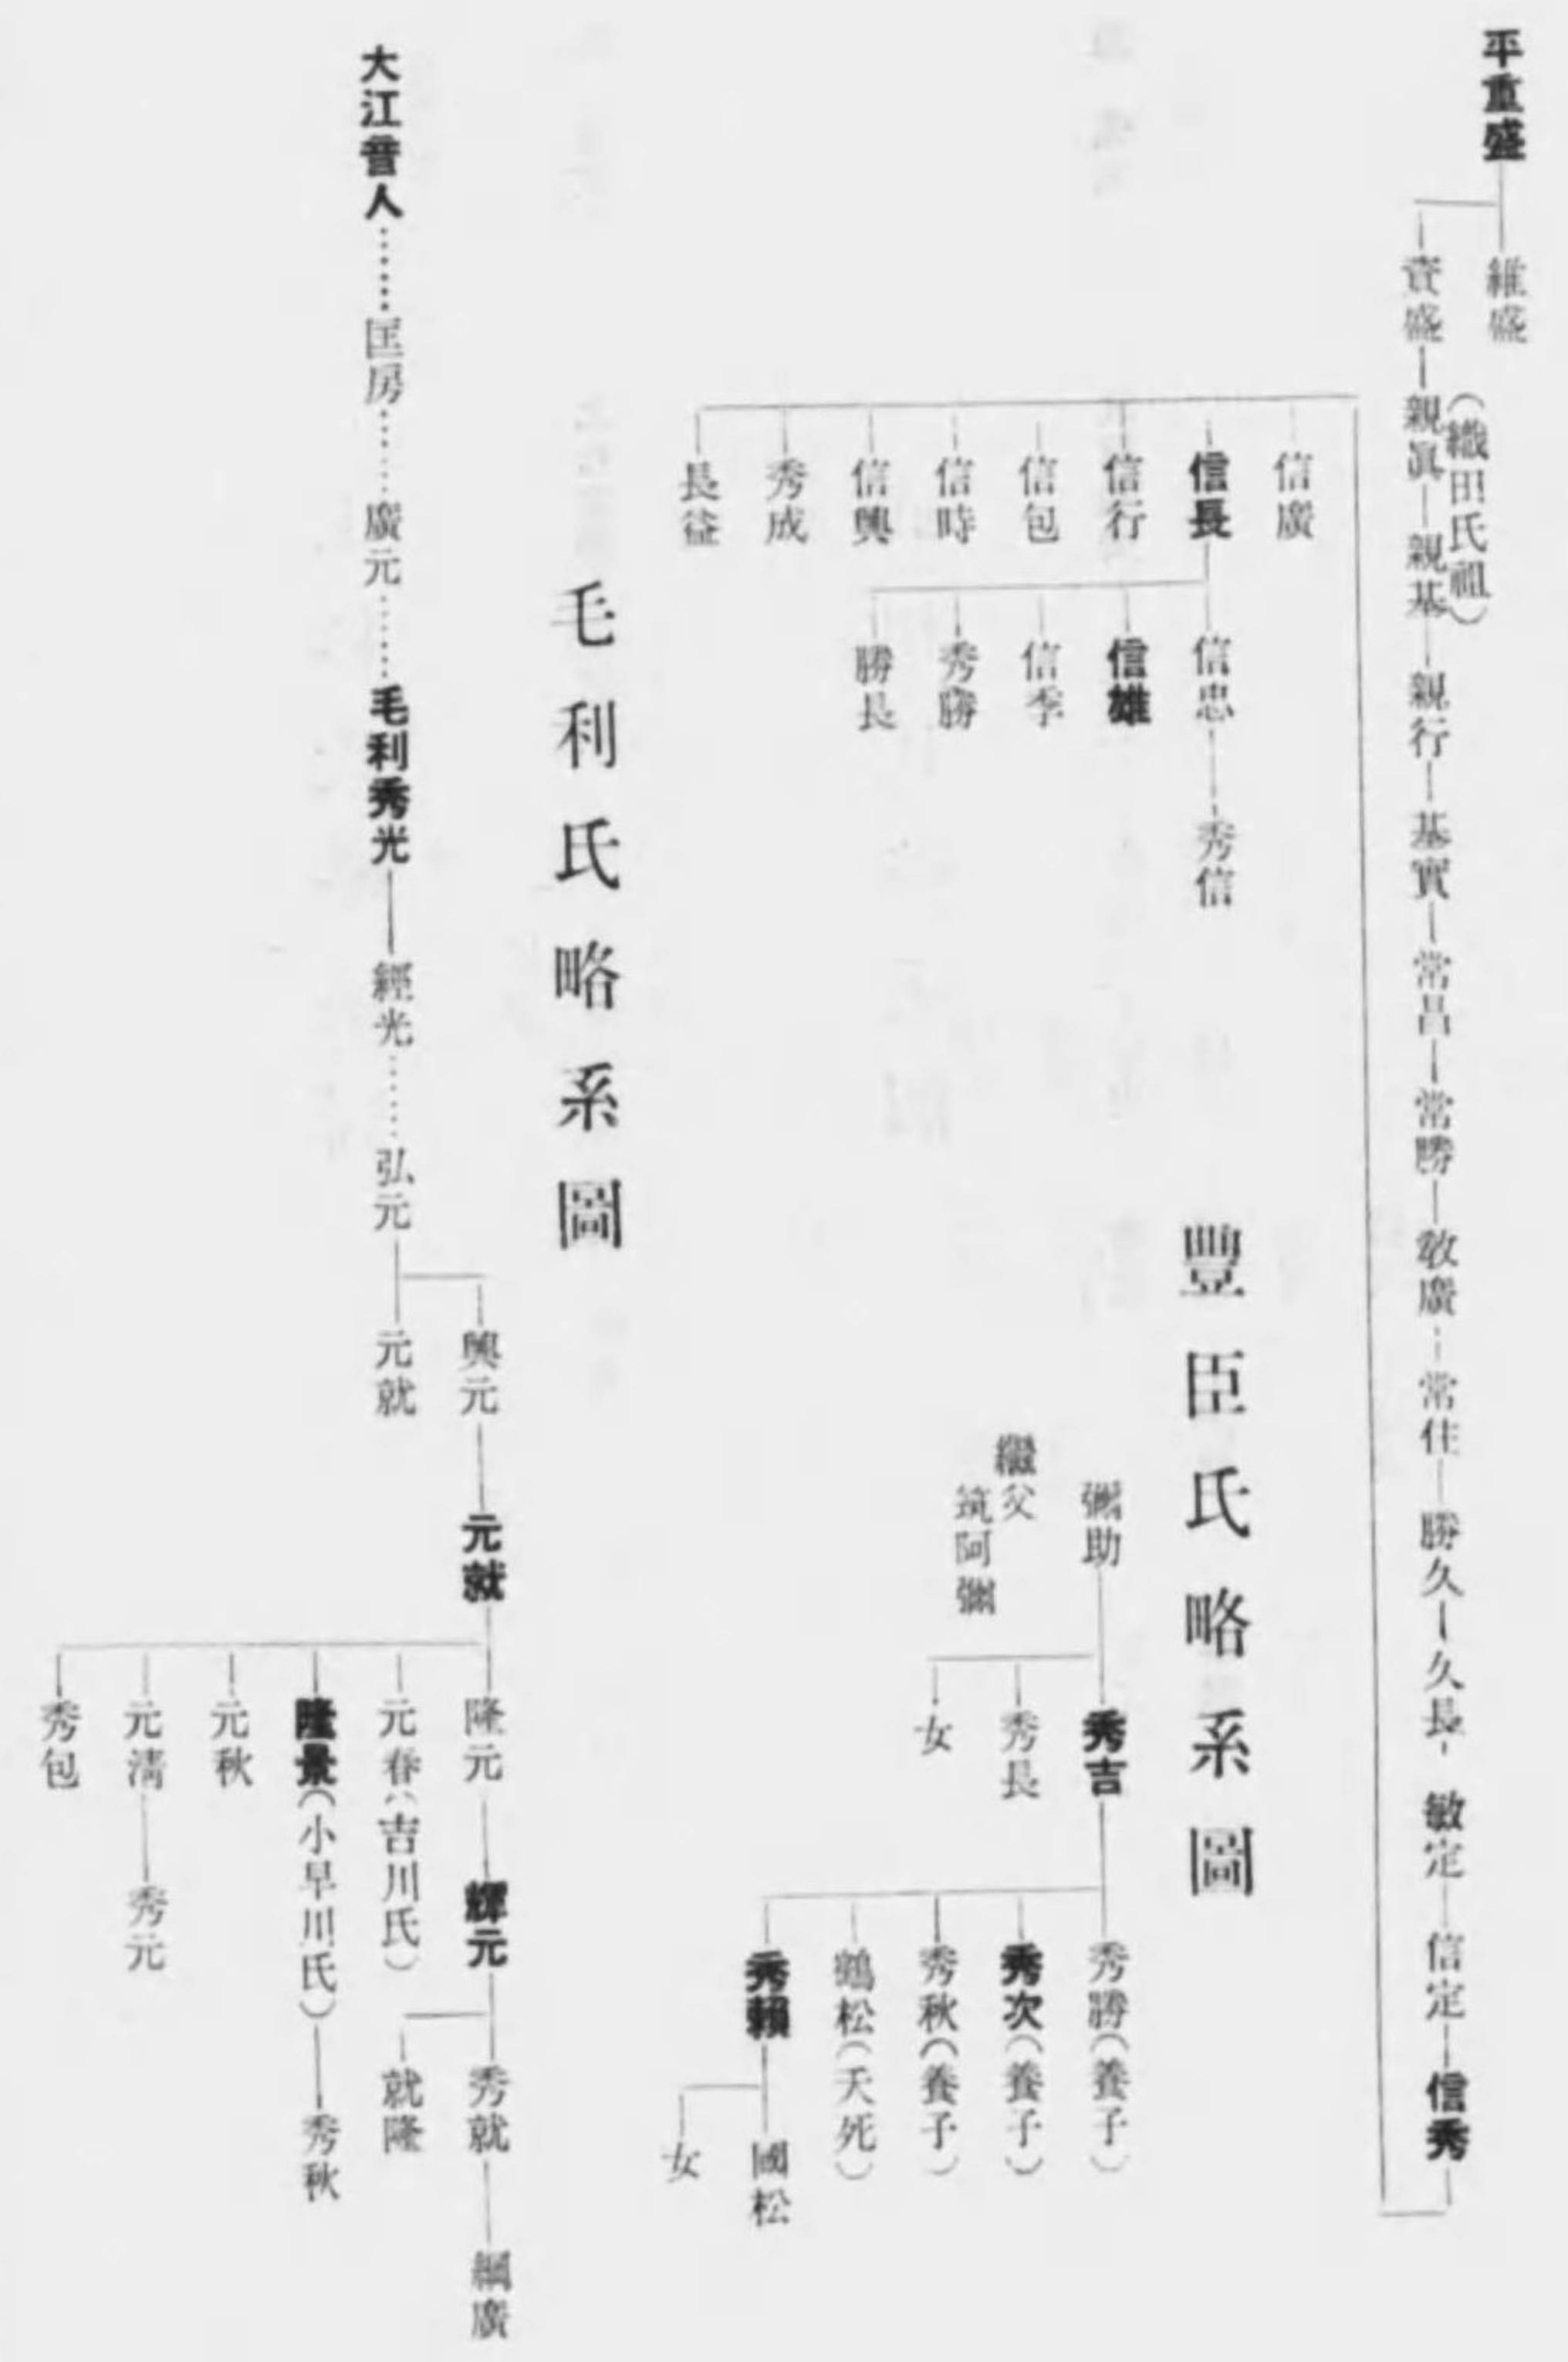 平重盛
維盛
資盛
親眞
(織田氏祖)
親基
親行
基實
常昌
常勝
敎廣
常住
勝久
久長
敏定
信定
信秀
信廣
信長
信行
信包
信時
信興
秀成
長益
信忠
信雄
信季
秀勝
勝長
秀信
豐臣氏略系圖
彌助
繼父
筑阿彌
秀吉
秀長
女
秀勝(養子)
秀次(養子)
秀秋(養子)
鶴松(夭死)
秀賴
國松
女
毛利氏略系圖
大江音人
匡房
廣元
毛利秀光
經光
弘元
興元
元就
元就
隆元
元春(吉川氏)
隆景(小早川氏)
元秋
元淸
秀包
輝元
秀秋
秀元
秀就
就隆
綱廣